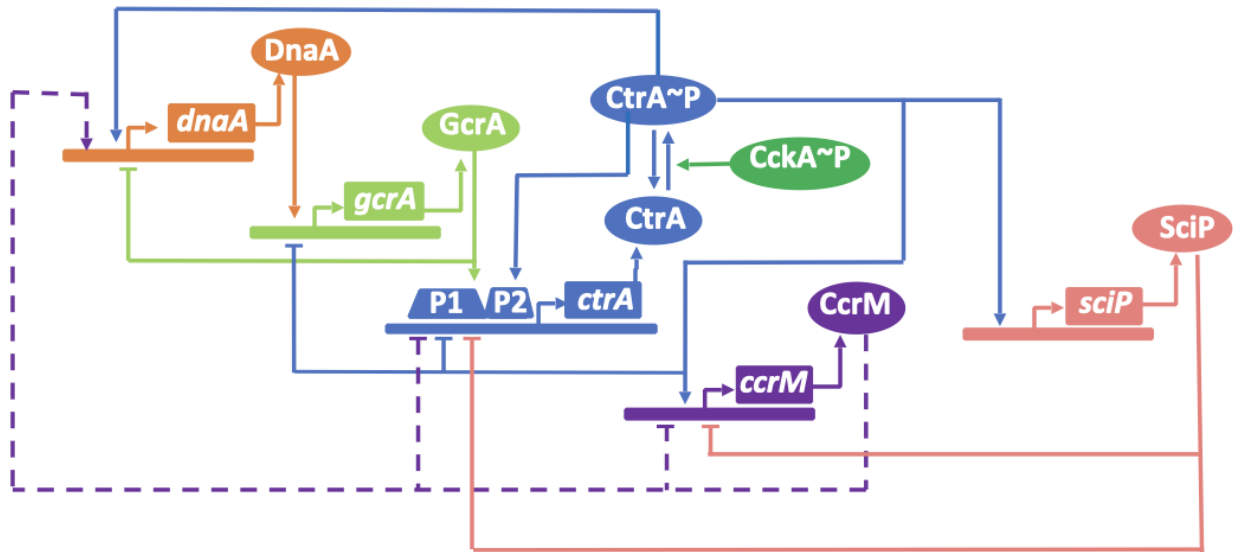 DnaA
dnaA
CtrA~P
GcrA
CckA~P
gcrA
CtrA
SciP
P1
P2
ctrA
CcrM
sciP
ccrM